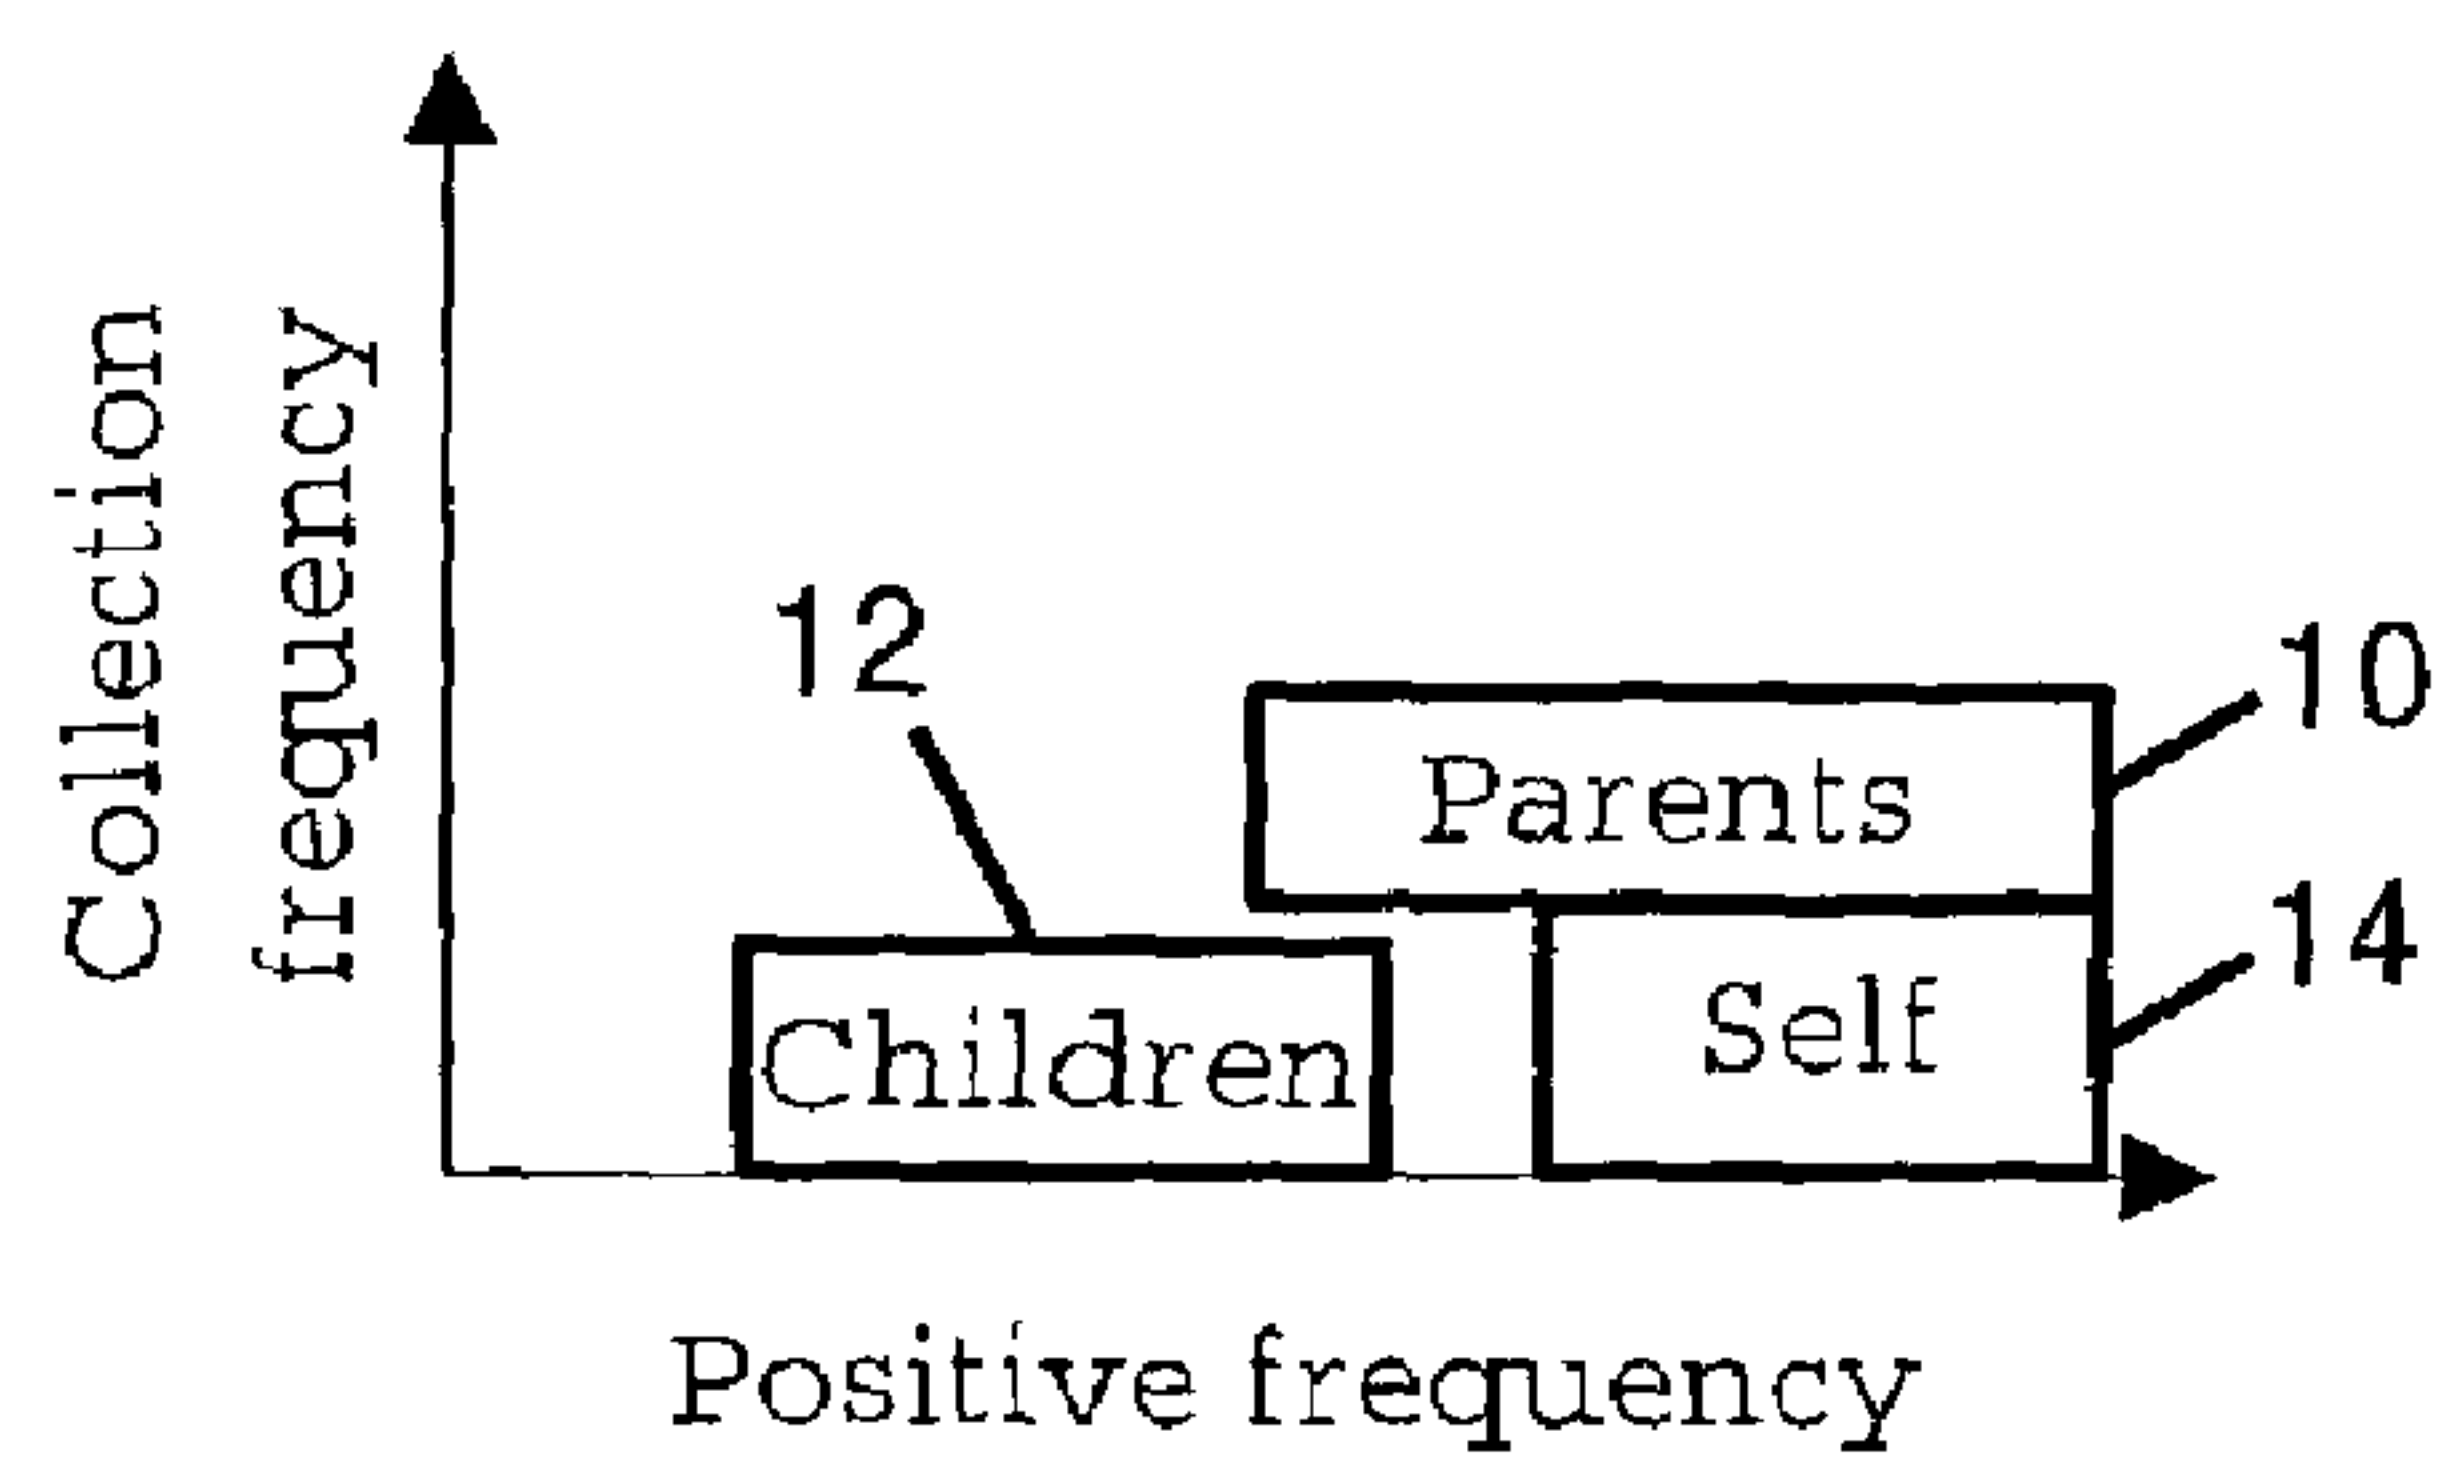 Collection
frequency
12
10
Parents
14
Children
Self
Positive frequency